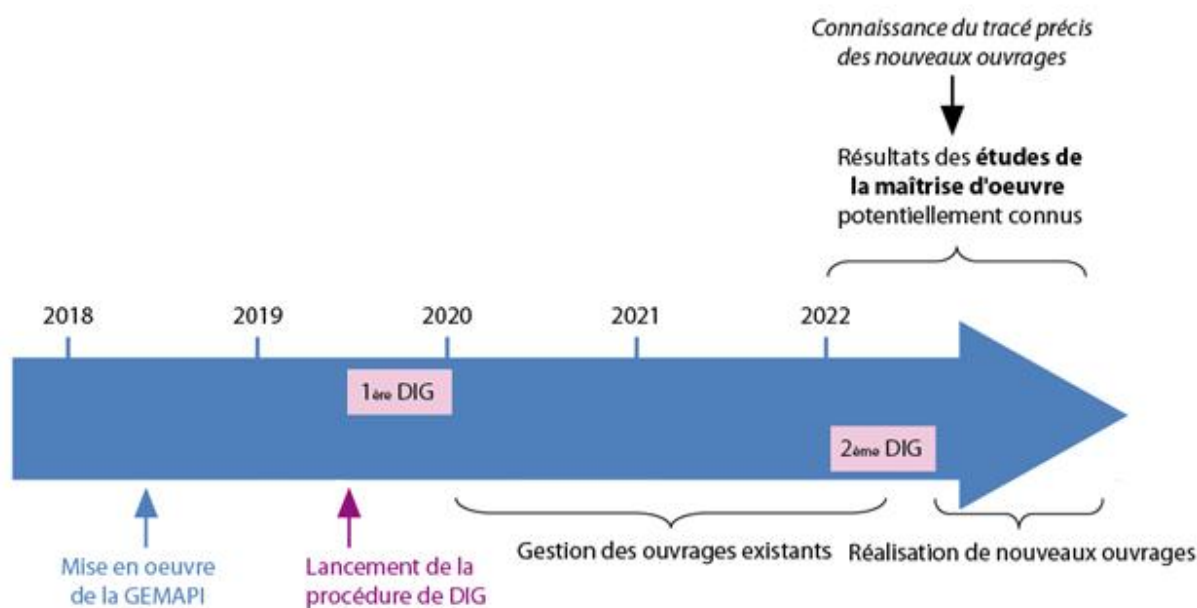 Connaissance du tracé précis
des nouveaux ouvrages
Résultats des études de
la maîtrise d'oeuvre
potentiellement connus
2018 2019 2020 2021 2022
1ère DIG
2ème DIG
Gestion des ouvrages existants Réalisation de nouveaux ouvrages
Mise en oeuvre
de la GEMAPI
Lancement de la
procédure de DIG